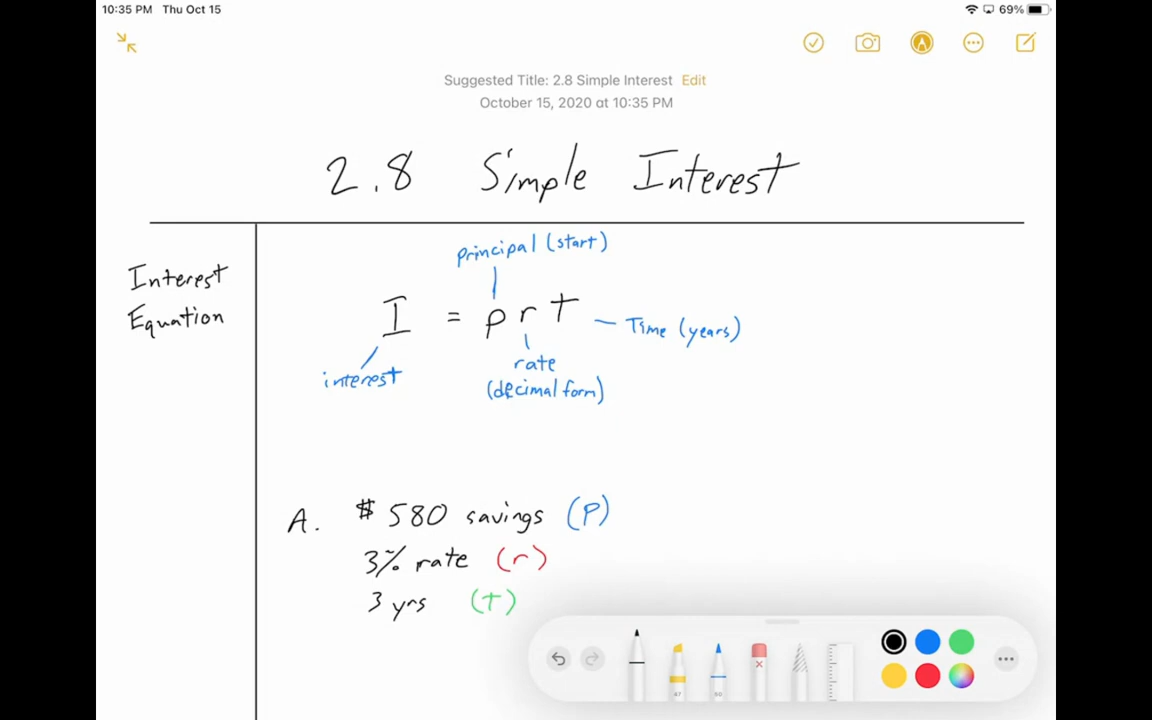 10:35 PM Thu Oct 15
69%
Suggested Title: 2.8 Simple Interest Edit
October 15, 2020 at 10:35 PM
2.8 Simple Interest
Interest
Equation
principal (start)
I = p r t
Time (years)
interest
rate
(decimal form)
A. $ 580 savings (P)
3% rate (r)
3 yrs (t)
47
50